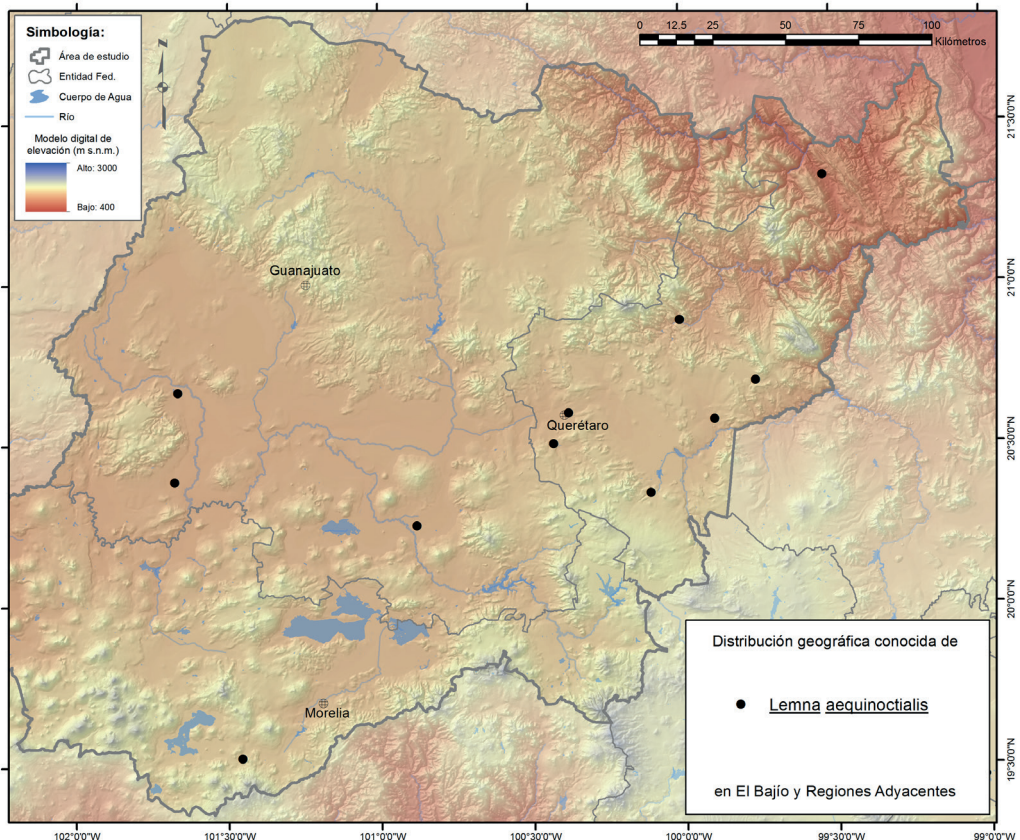 Simbología:
Área de estudio
Entidad Fed.
Cuerpo de Agua
Río
Modelo digital de
elevación (m s.n.m.)
Alto: 3000
Bajo: 400
N
0 12.5 25 50 75 100
Kilómetros
21°30'0"N
21°0'0"N
20°30'0"N
20°0'0"N
19°30'0"N
Guanajuato
Querétaro
Morelia
Distribución geográfica conocida de
Lemna aequinoctialis
en El Bajío y Regiones Adyacentes
102°0'0"W 101°30'0"W 101°0'0"W 100°30'0"W 100°0'0"W 99°30'0"W 99°0'0"W